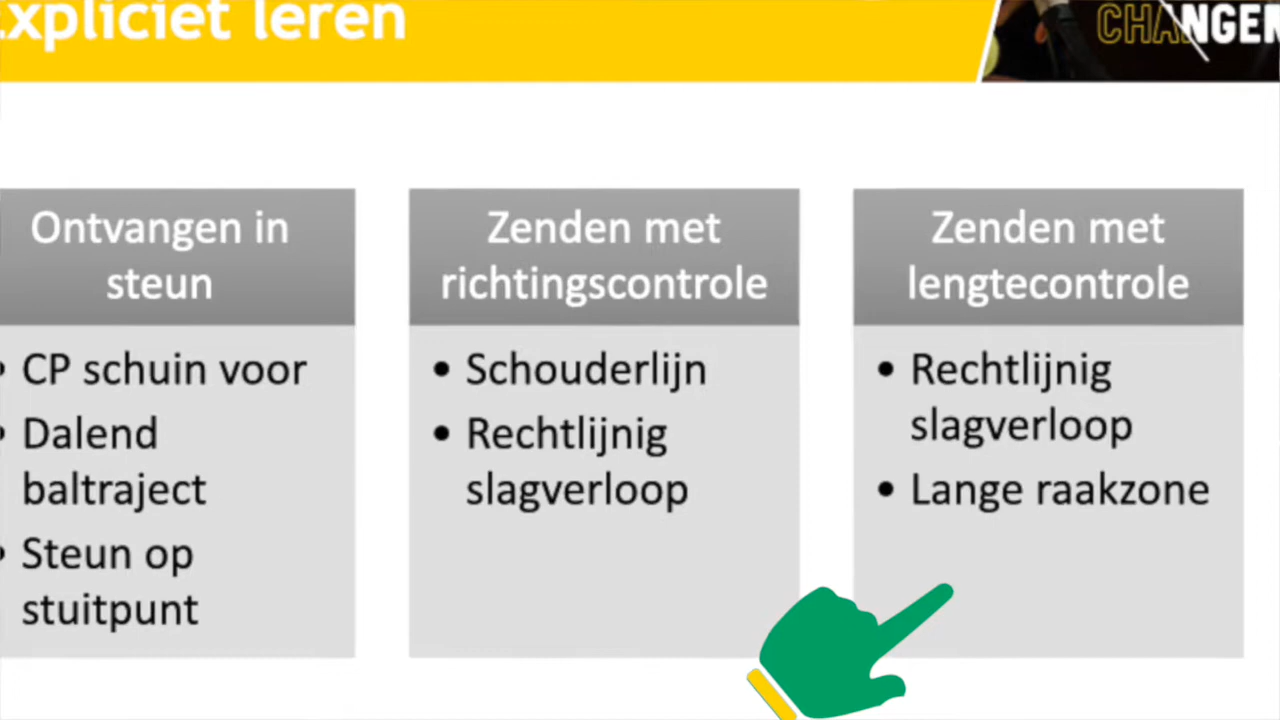 xpliciet leren
CHANGE
Ontvangen in
steun
• CP schuin voor
• Dalend
baltraject
• Steun op
stuitpunt
Zenden met
richtingscontrole
• Schouderlijn
• Rechtlijnig
slagverloop
Zenden met
lengtecontrole
• Rechtlijnig
slagverloop
• Lange raakzone